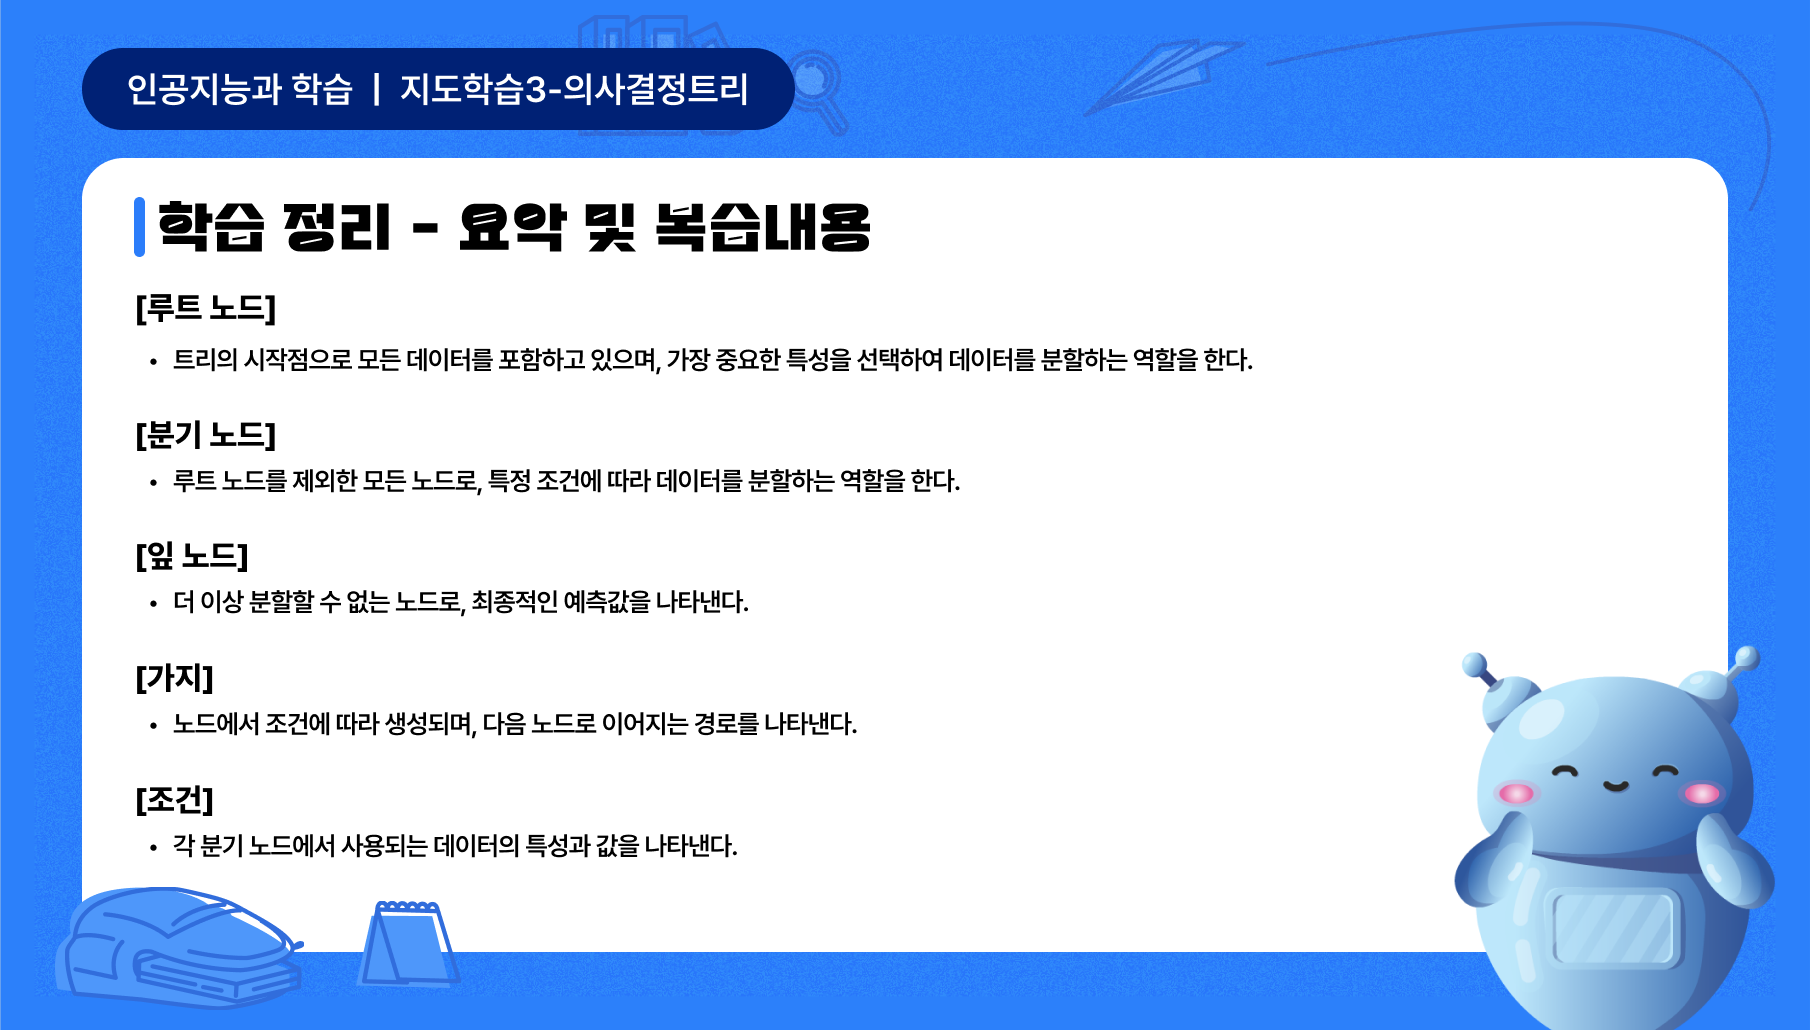 인공지능과 학습 | 지도학습3-의사결정트리
학습 정리 - 요약 및 복습내용
[루트 노드]
• 트리의 시작점으로 모든 데이터를 포함하고 있으며, 가장 중요한 특성을 선택하여 데이터를 분할하는 역할을 한다.
[분기 노드]
• 루트 노드를 제외한 모든 노드로, 특정 조건에 따라 데이터를 분할하는 역할을 한다.
[잎 노드]
• 더 이상 분할할 수 없는 노드로, 최종적인 예측값을 나타낸다.
[가지]
• 노드에서 조건에 따라 생성되며, 다음 노드로 이어지는 경로를 나타낸다.
[조건]
• 각 분기 노드에서 사용되는 데이터의 특성과 값을 나타낸다.